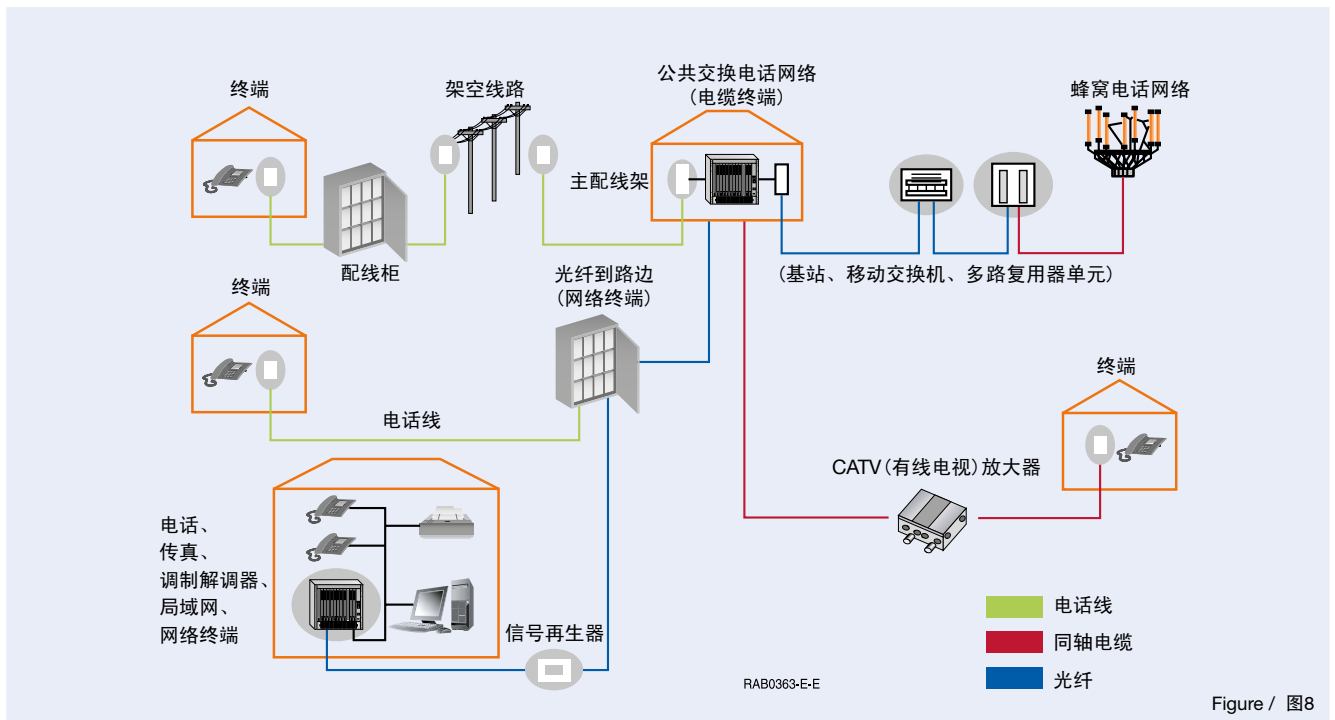 终端
架空线路
公共交换电话网络
（电缆终端）
蜂窝电话网络
主配线架
配线柜
光纤到路边
（网络终端）
（基站、移动交换机、多路复用器单元）
终端
终端
电话线
CATV（有线电视）放大器
电话、
传真、
调制解调器、
局域网、
网络终端
信号再生器
电话线
同轴电缆
光纤
RAB0363-E-E
Figure / 图8